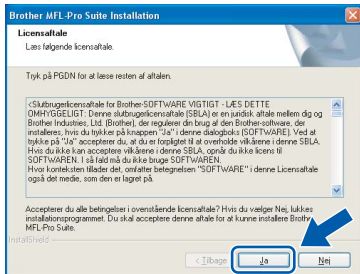 Brother MFL-Pro Suite Installation
Licensaftale
Læs følgende licensaftale.
Tryk på PGDN for at læse resten af aftalen.
<Slutbrugerlicensaftale for Brother-SOFTWARE VIGTIGT - LÆS DETTE
OMHYGGELIGT: Denne slutbrugerlicensaftale (SBLA) er en juridisk aftale mellem dig og
Brother Industries, Ltd. (Brother), der regulerer din brug af den Brother-software, der
installeres, hvis du trykker på knappen "Ja" i denne dialogboks (SOFTWARE). Ved at
trykke på "Ja" accepterer du, at du er forpligtet til at overholde vilkårene i denne SBLA.
Hvis du ikke kan acceptere vilkårene i denne SBLA, opnår du ikke licens til
SOFTWAREN. I så fald må du ikke bruge SOFTWAREN.
Hvor konteksten tillader det, omfatter betegnelsen "SOFTWARE" i denne Licensaftale
også det medie, som den er lagret på.
Accepterer du alle betingelser i ovenstående licensaftale? Hvis du vælger Nej, lukkes
installationsprogrammet. Du skal acceptere denne aftale for at kunne installere Brother
MFL-Pro Suite.
InstallShield
< Tilbage
Ja
Nej